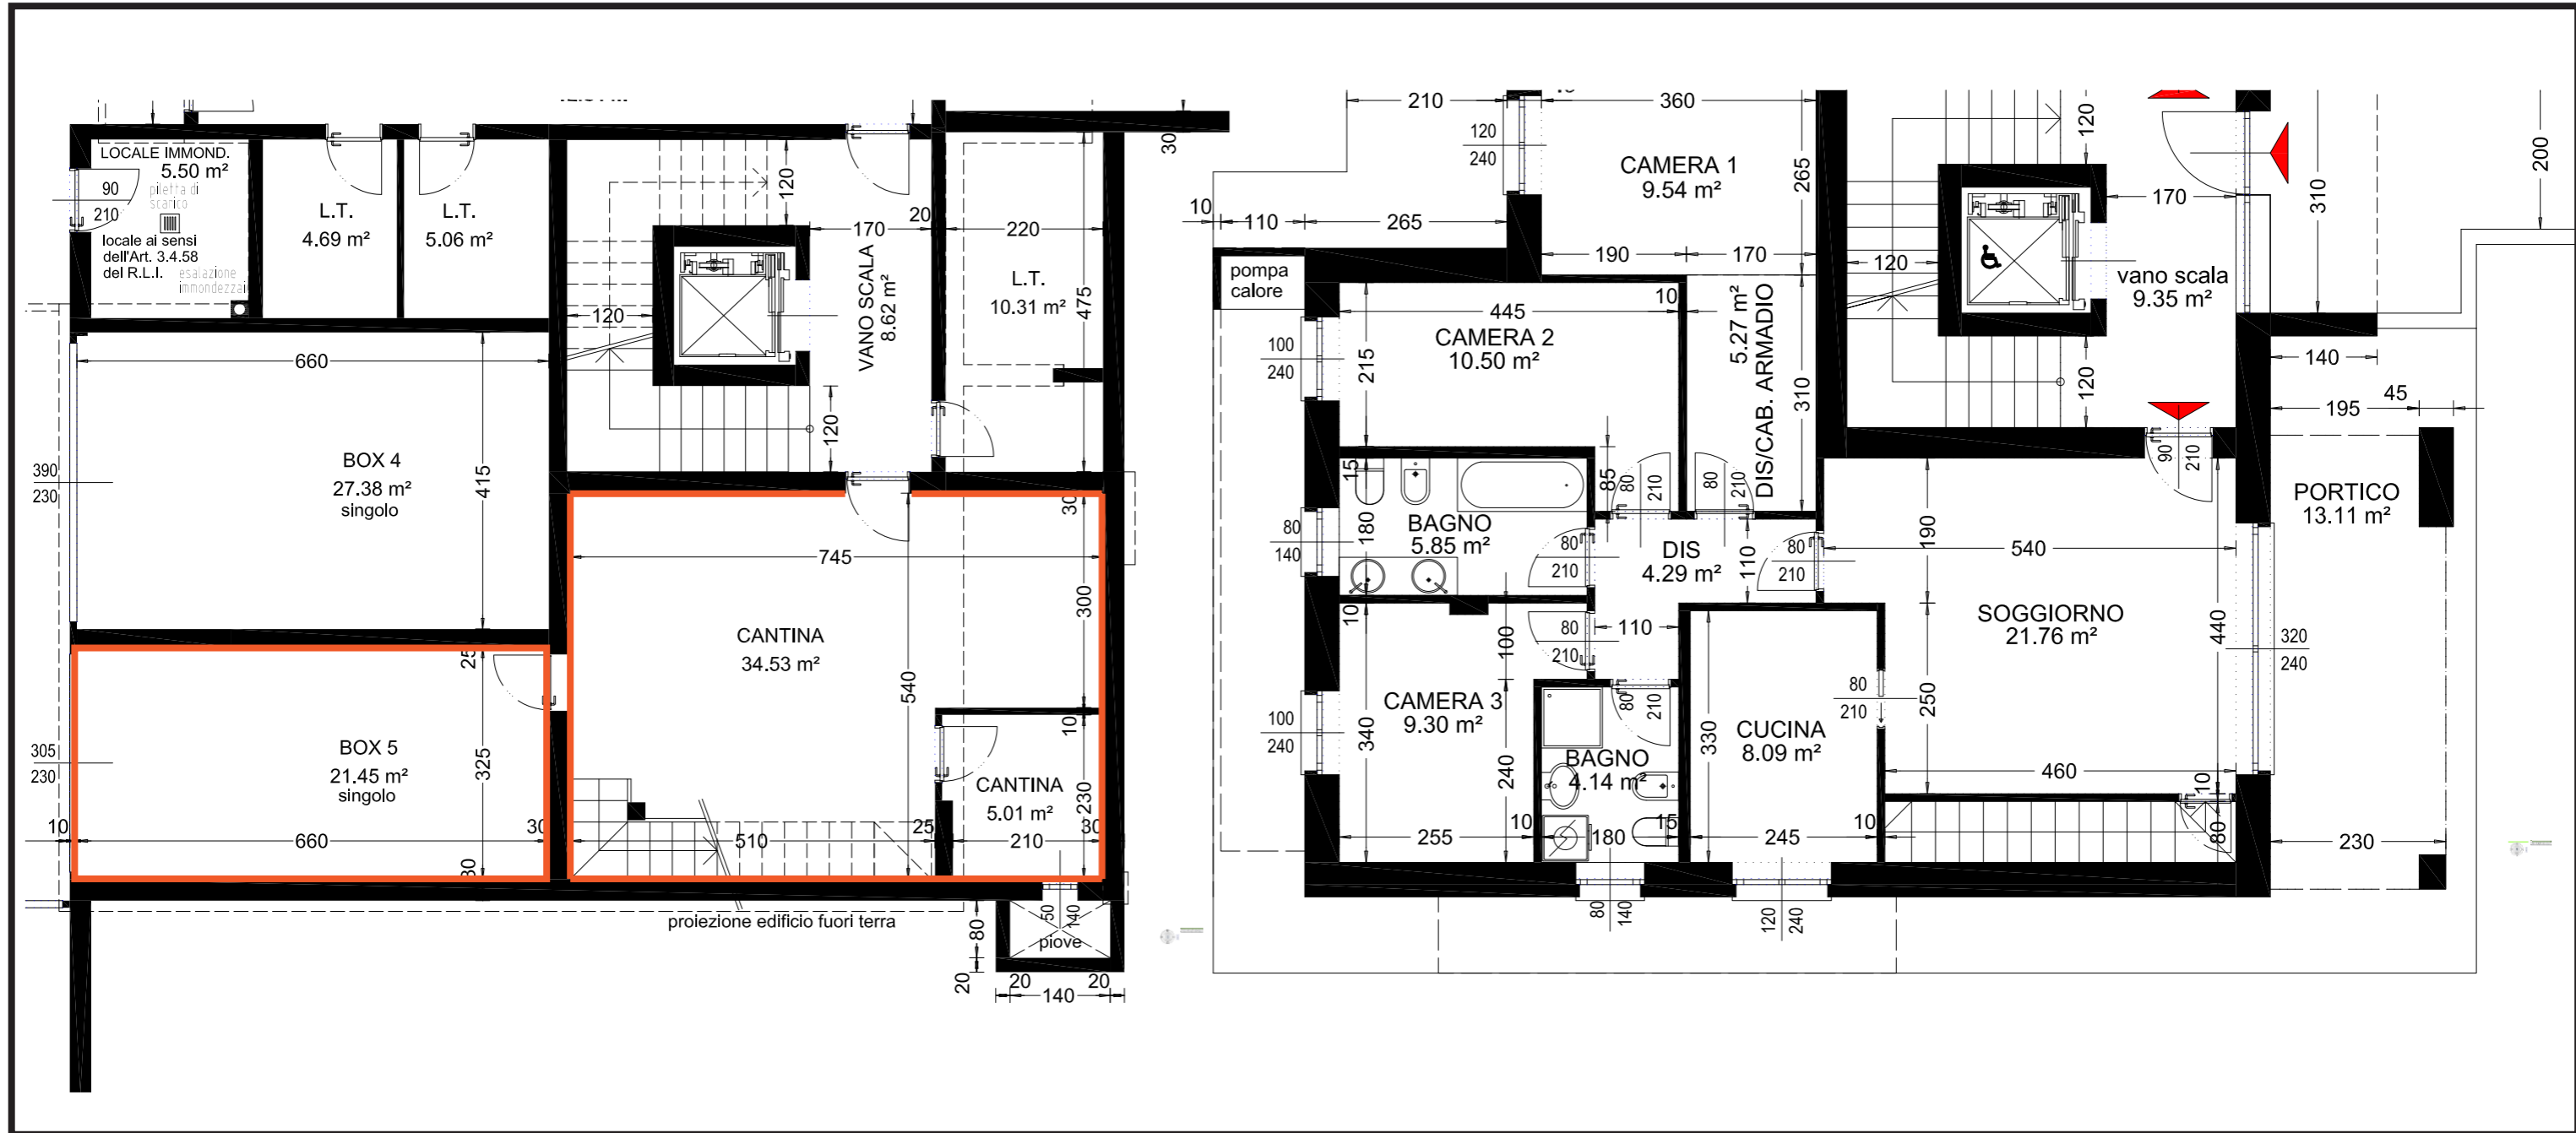 LOCALE IMMOND.
5.50 m²
piletta di
scarico
90
210
locale ai sensi
dell'Art. 3.4.58
del R.L.I.
esalazione
immondezzai
L.T.
4.69 m²
L.T.
5.06 m²
120
120
170
20
VANO SCALA
8.62 m²
120
220
L.T.
10.31 m²
475
30
660
415
BOX 4
27.38 m²
singolo
390
230
25
BOX 5
21.45 m²
singolo
325
305
230
10
660
30
30
745
30
300
CANTINA
34.53 m²
540
10
CANTINA
5.01 m²
230
510
25
210
30
proiezione edificio fuori terra
80
20
150
140
piove
20
20
140
210
360
120
240
CAMERA 1
9.54 m²
265
10
110
265
190
170
pompa
calore
445
10
CAMERA 2
10.50 m²
215
100
240
5.27 m²
DIS/CAB. ARMADIO
310
85
80
210
80
210
15
180
BAGNO
5.85 m²
80
140
80
210
DIS
4.29 m²
110
80
210
10
100
110
80
210
CAMERA 3
9.30 m²
340
240
100
240
80
210
BAGNO
4.14 m²
255
10
180
15
330
CUCINA
8.09 m²
245
10
80
210
80
140
120
240
120
120
170
vano scala
9.35 m²
120
310
200
140
45
195
90
210
PORTICO
13.11 m²
190
540
SOGGIORNO
21.76 m²
440
320
240
250
460
10
80
230